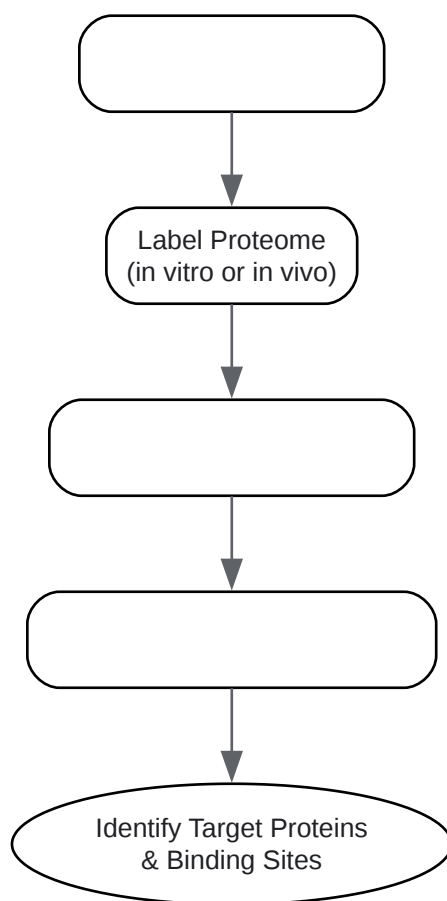 Label Proteome
(in vitro or in vivo)
Identify Target Proteins
& Binding Sites